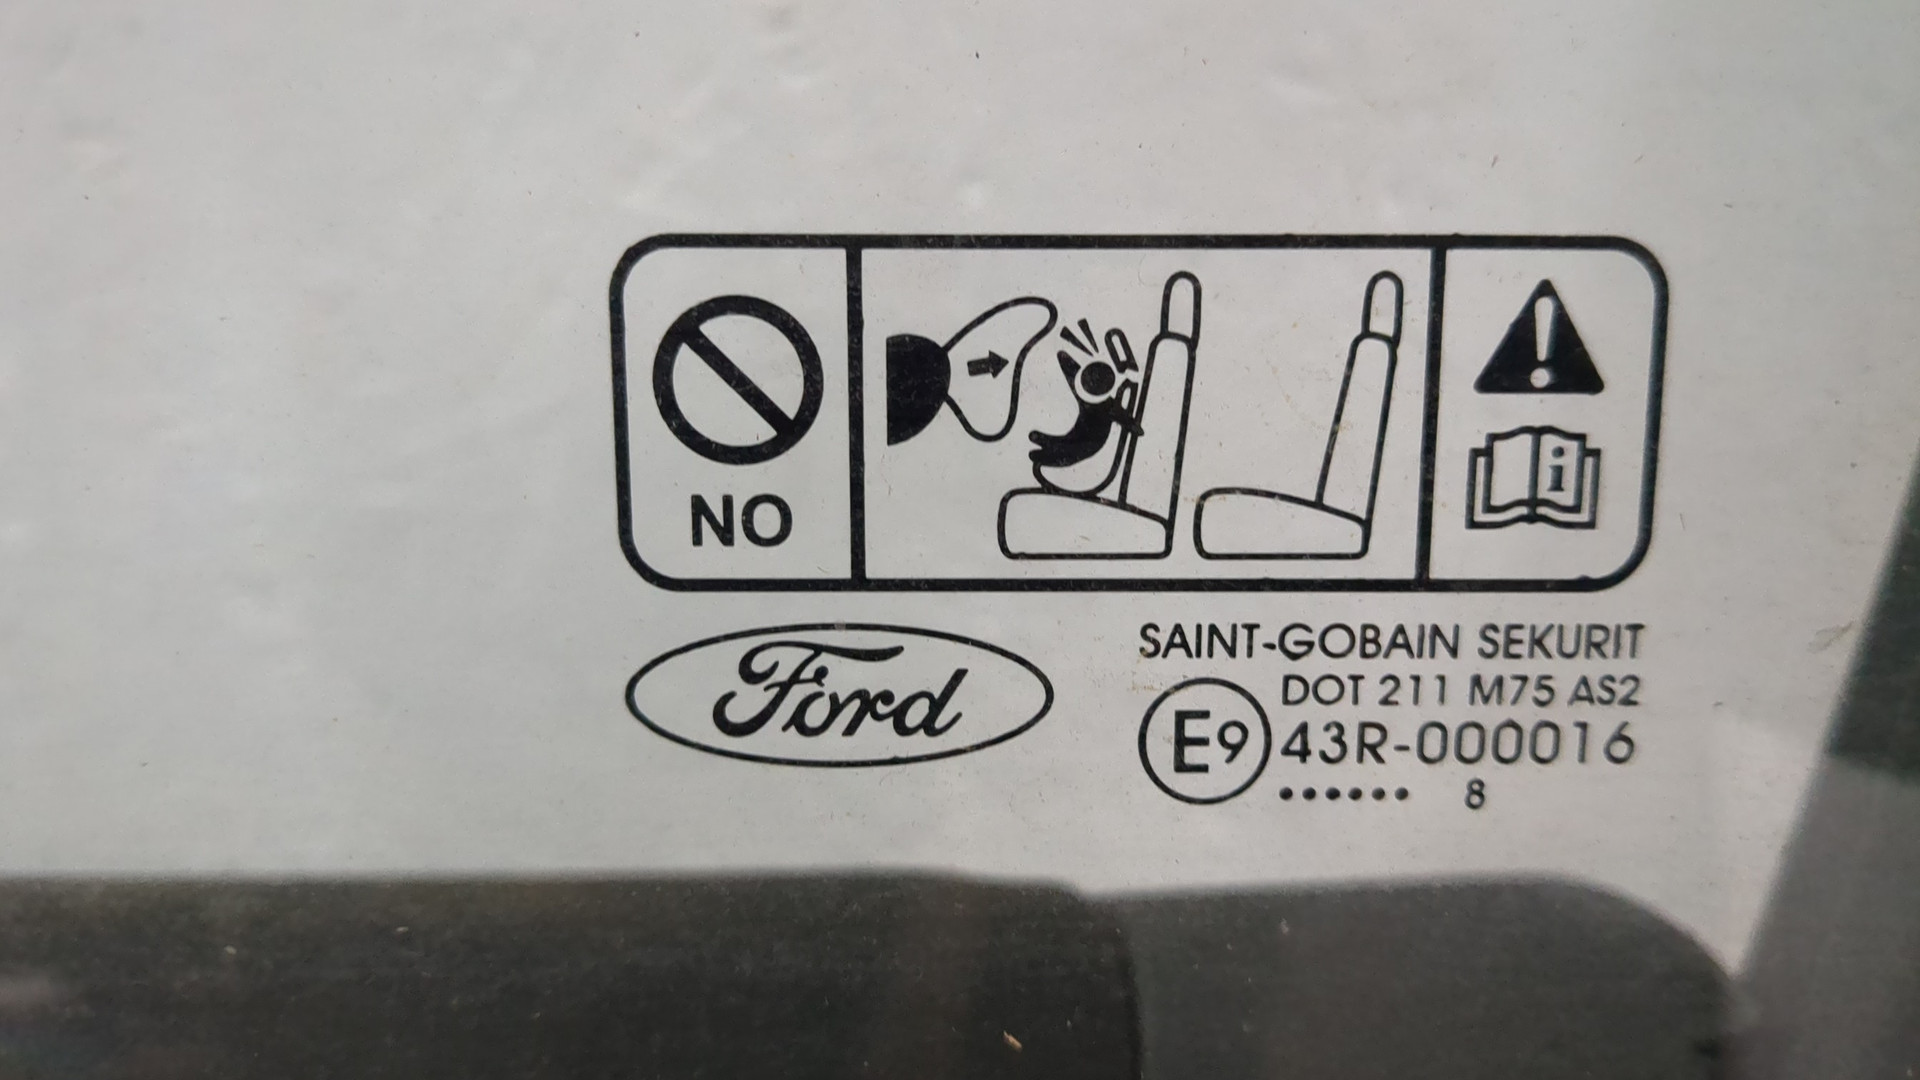 NO
i
Ford
SAINT-GOBAIN SEKURIT
DOT 211 M75 AS2
E9 43R-000016
...... 8